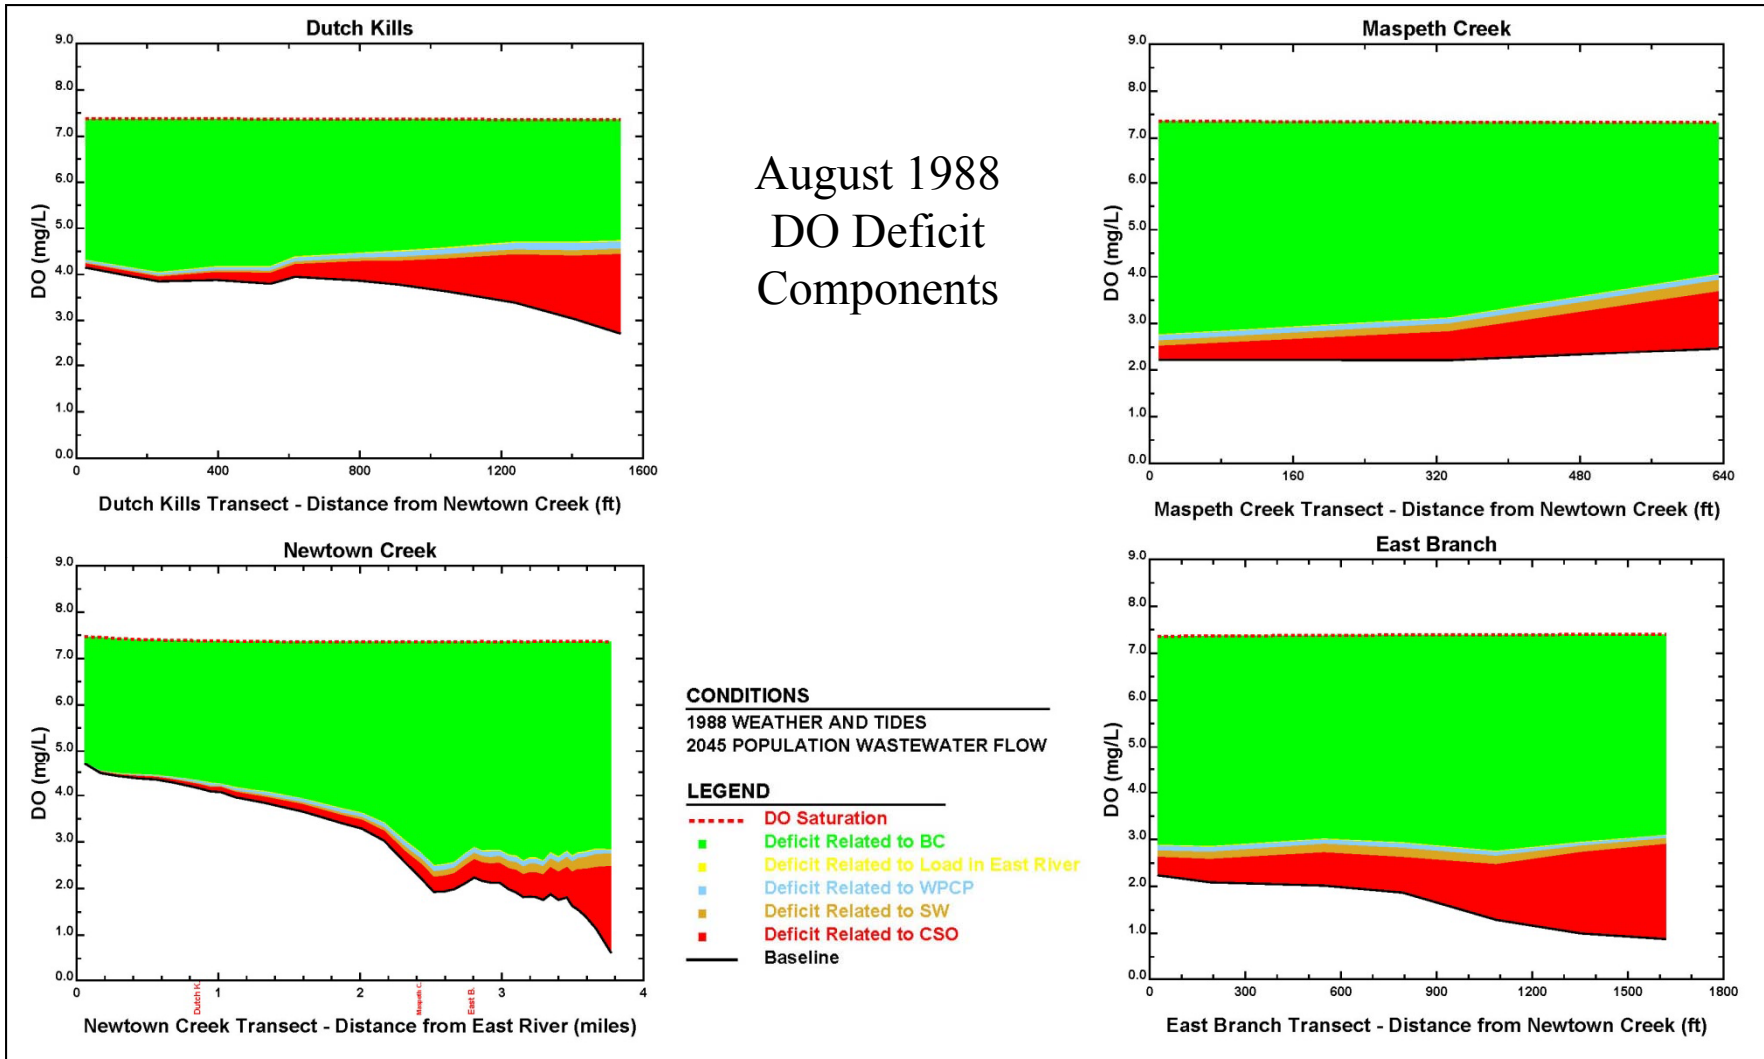 Dutch Kills
9.0
8.0
7.0
6.0
5.0
4.0
3.0
2.0
1.0
0.0
DO (mg/L)
0 400 800 1200 1600
Dutch Kills Transect - Distance from Newtown Creek (ft)
August 1988
DO Deficit
Components
Maspeth Creek
9.0
8.0
7.0
6.0
5.0
4.0
3.0
2.0
1.0
0.0
DO (mg/L)
0 160 320 480 640
Maspeth Creek Transect - Distance from Newtown Creek (ft)
Newtown Creek
9.0
8.0
7.0
6.0
5.0
4.0
3.0
2.0
1.0
0.0
DO (mg/L)
0 1 2 3 4
Dutch K.
Maspeth C.
East B.
Newtown Creek Transect - Distance from East River (miles)
CONDITIONS
1988 WEATHER AND TIDES
2045 POPULATION WASTEWATER FLOW
LEGEND
DO Saturation
Deficit Related to BC
Deficit Related to Load in East River
Deficit Related to WPCP
Deficit Related to SW
Deficit Related to CSO
Baseline
East Branch
9.0
8.0
7.0
6.0
5.0
4.0
3.0
2.0
1.0
0.0
DO (mg/L)
0 300 600 900 1200 1500 1800
East Branch Transect - Distance from Newtown Creek (ft)